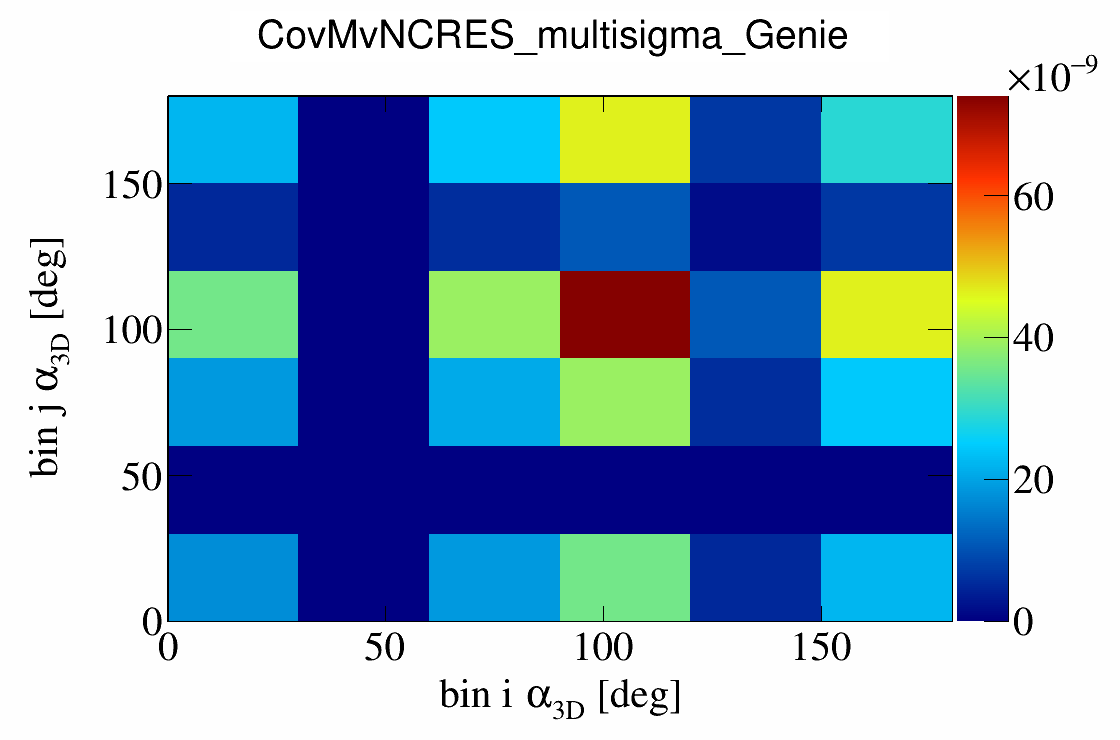 CovMvNCRES_multisigma_Genie
×10⁻⁹
150
100
50
0
60
40
20
0
0 50 100 150
bin j α3D [deg]
bin i α3D [deg]